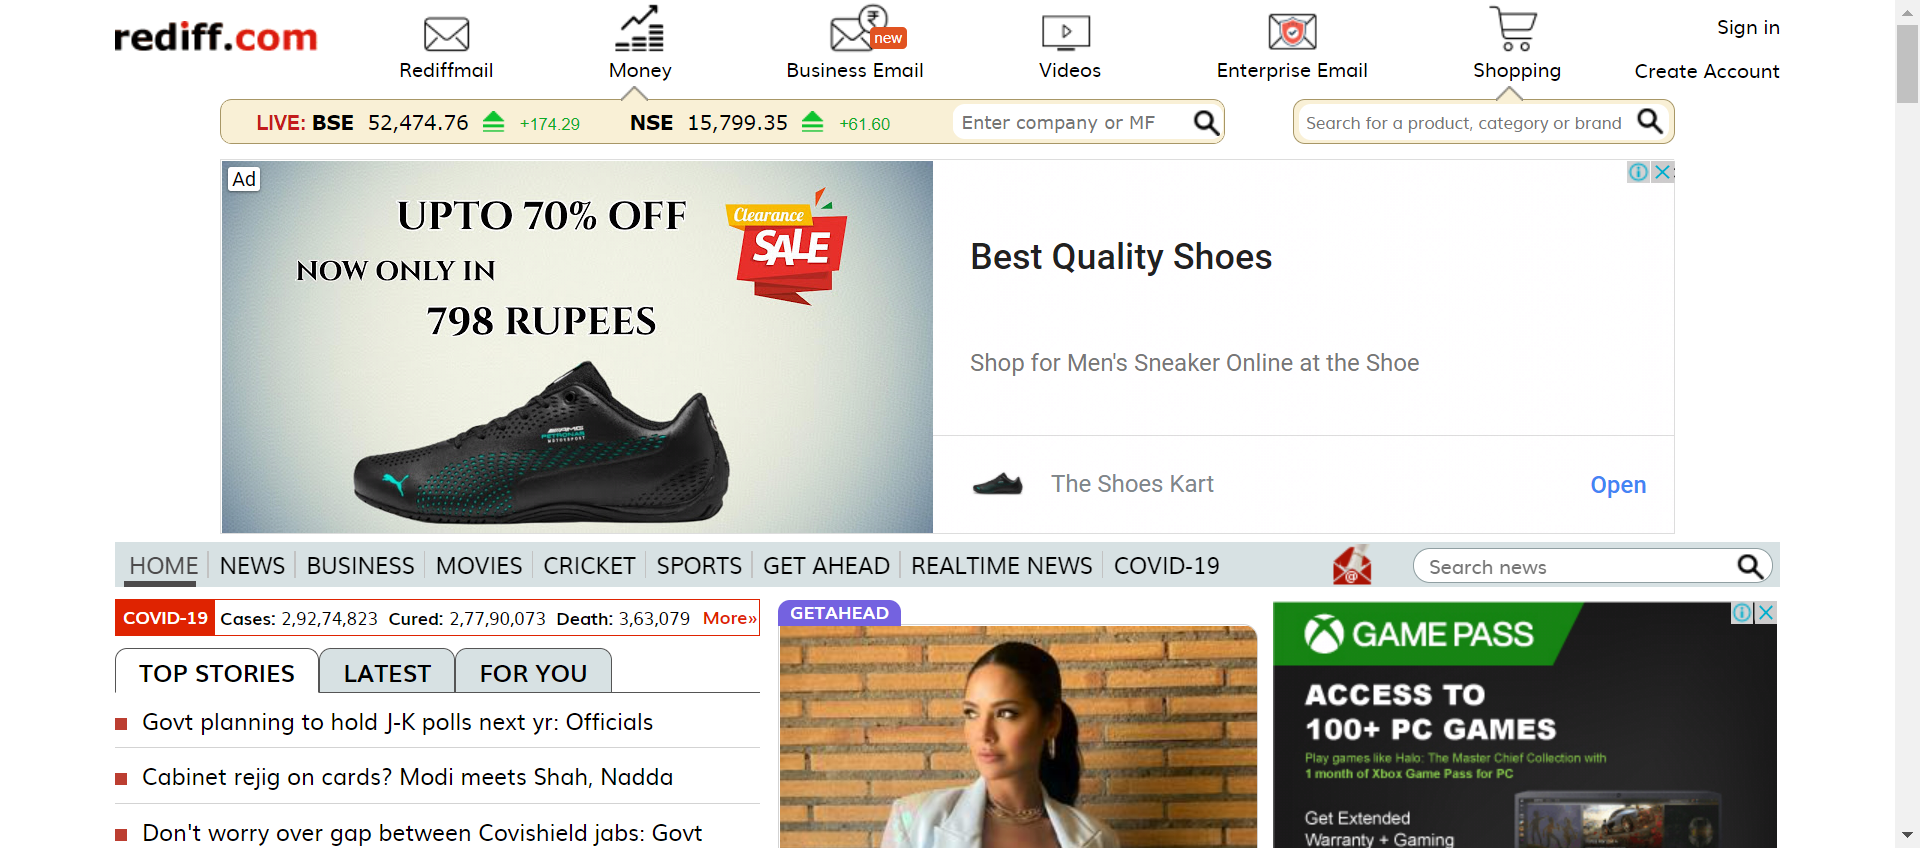 rediff.com
Rediffmail
Money
new
Business Email
Videos
Enterprise Email
Shopping
Sign in
Create Account
LIVE: BSE 52,474.76 +174.29 NSE 15,799.35 +61.60
Enter company or MF
Search for a product, category or brand
Ad
UPTO 70% OFF
NOW ONLY IN
798 RUPEES
Clearance
SALE
AMG
PETRONAS
MOTORSPORT
Best Quality Shoes
Shop for Men's Sneaker Online at the Shoe
The Shoes Kart
Open
HOME NEWS BUSINESS MOVIES CRICKET SPORTS GET AHEAD REALTIME NEWS COVID-19
Search news
COVID-19 Cases: 2,92,74,823 Cured: 2,77,90,073 Death: 3,63,079 More»
TOP STORIES LATEST FOR YOU
Govt planning to hold J-K polls next yr: Officials
Cabinet rejig on cards? Modi meets Shah, Nadda
Don't worry over gap between Covishield jabs: Govt
GETAHEAD
GAME PASS
ACCESS TO
100+ PC GAMES
Play games like Halo: The Master Chief Collection with
1 month of Xbox Game Pass for PC
Get Extended
Warranty + Gaming